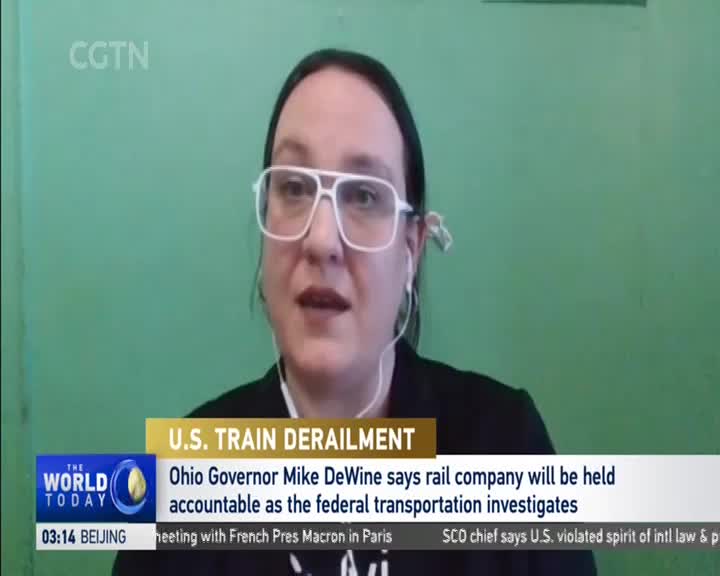 CGTN
U.S. TRAIN DERAILMENT
THE
WORLD
TODAY
Ohio Governor Mike DeWine says rail company will be held
accountable as the federal transportation investigates
03:14 BEIJING
heeting with French Pres Macron in Paris SCO chief says U.S. violated spirit of intl law & p